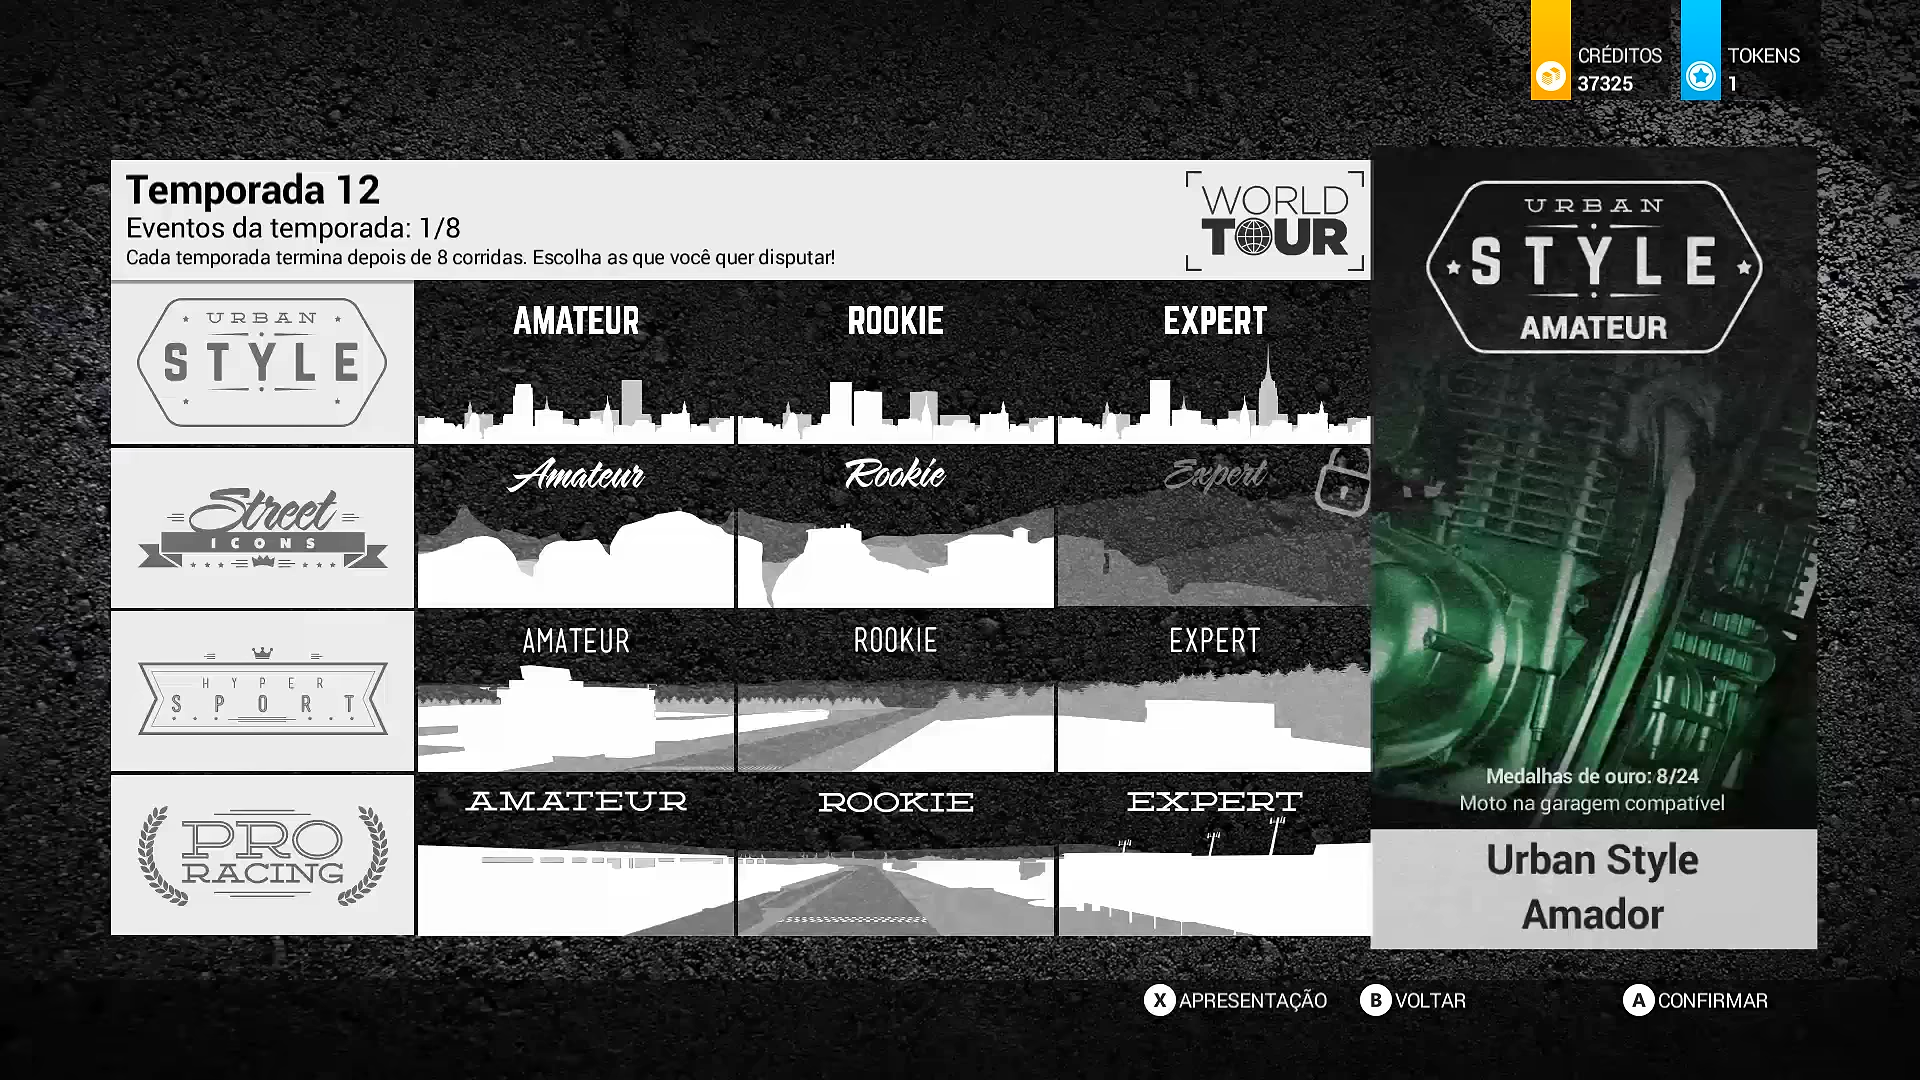 CRÉDITOS
37325
TOKENS
1
Temporada 12
Eventos da temporada: 1/8
Cada temporada termina depois de 8 corridas. Escolha as que você quer disputar!
WORLD
TOUR
URBAN
STYLE
AMATEUR
ROOKIE
EXPERT
Street
ICONS
Amateur
Rookie
Expert
HYPER
SPORT
AMATEUR
ROOKIE
EXPERT
PRO
RACING
AMATEUR
ROOKIE
EXPERT
URBAN
STYLE
AMATEUR
Medalhas de ouro: 8/24
Moto na garagem compatível
Urban Style
Amador
X APRESENTAÇÃO
B VOLTAR
A CONFIRMAR